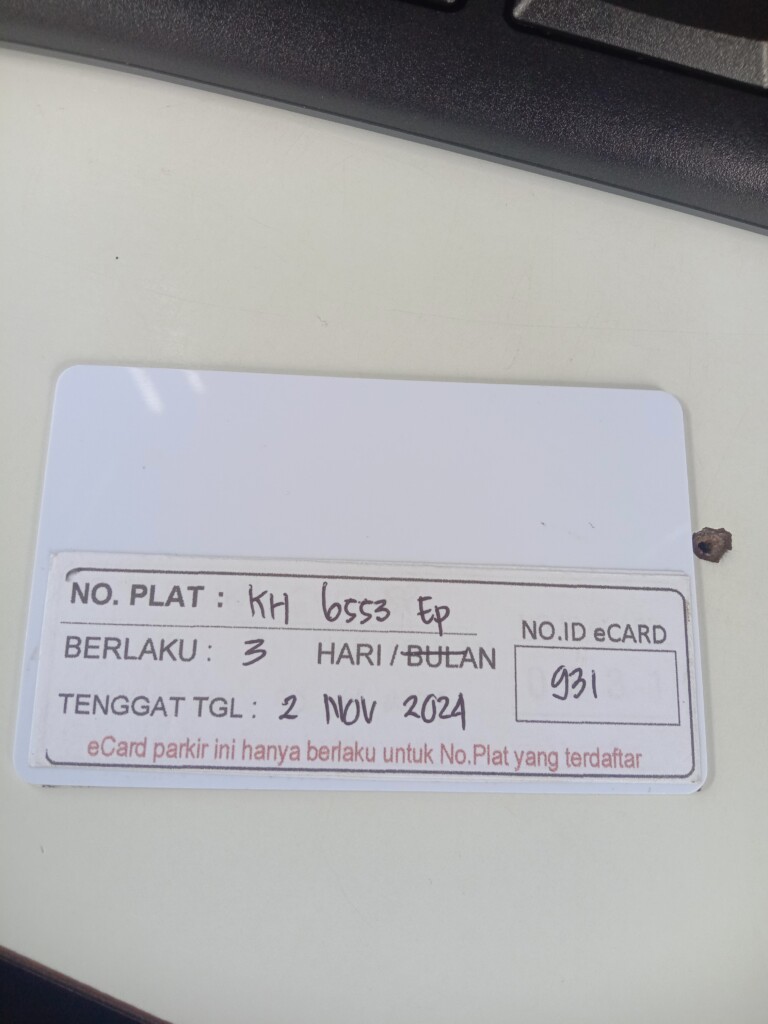 NO. PLAT : KH 6553 Ep
BERLAKU : 3 HARI / BULAN
TENGGAT TGL : 2 NOV 2024
NO.ID eCARD
931
eCard parkir ini hanya berlaku untuk No.Plat yang terdaftar